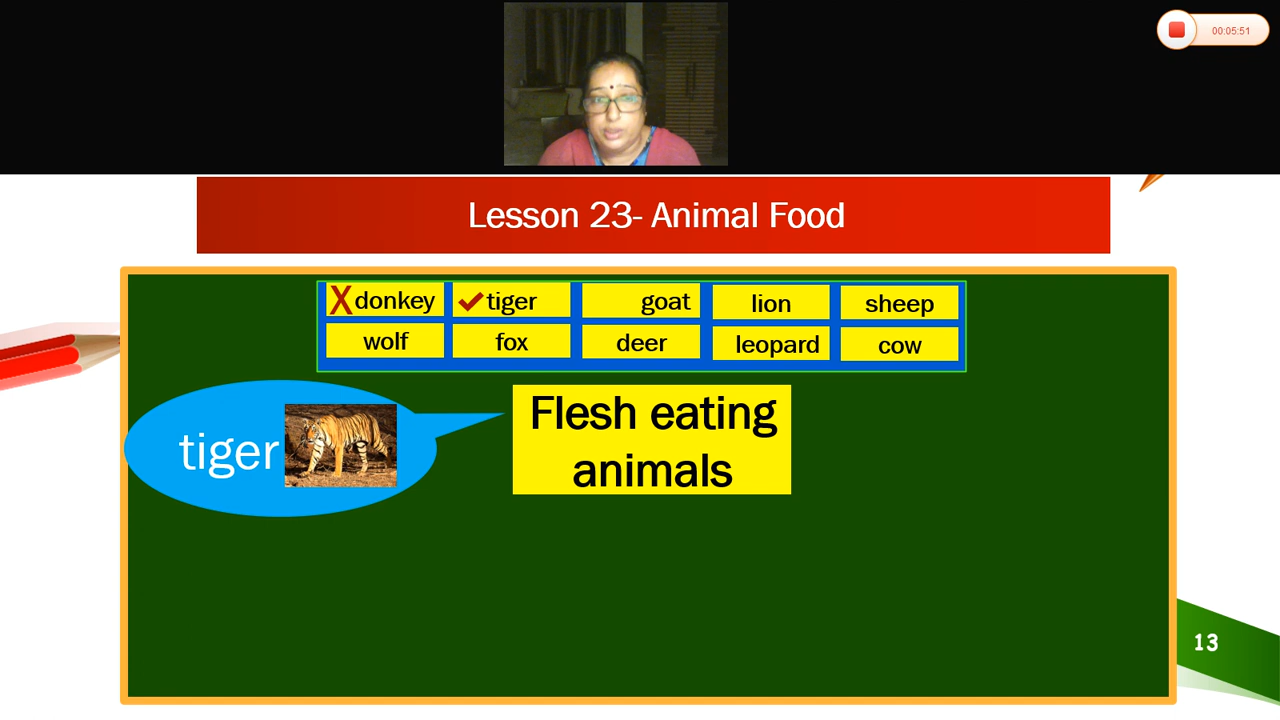 00:05:51
Lesson 23- Animal Food
X donkey ✓ tiger goat lion sheep
wolf fox deer leopard cow
tiger
Flesh eating
animals
13